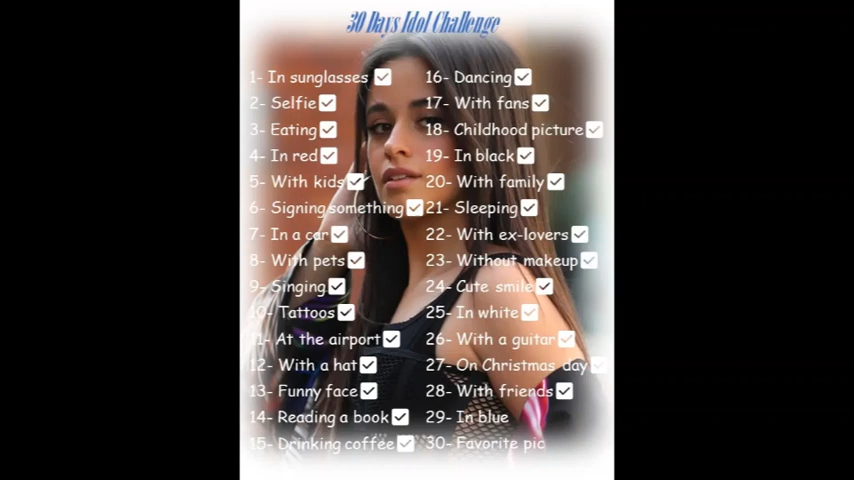 30 Days Idol Challenge
1- In sunglasses
2- Selfie
3- Eating
4- In red
5- With kids
6- Signing something
7- In a car
8- With pets
9- Singing
10- Tattoos
11- At the airport
12- With a hat
13- Funny face
14- Reading a book
15- Drinking coffee
16- Dancing
17- With fans
18- Childhood picture
19- In black
20- With family
21- Sleeping
22- With ex-lovers
23- Without makeup
24- Cute smile
25- In white
26- With a guitar
27- On Christmas day
28- With friends
29- In blue
30- Favorite pic